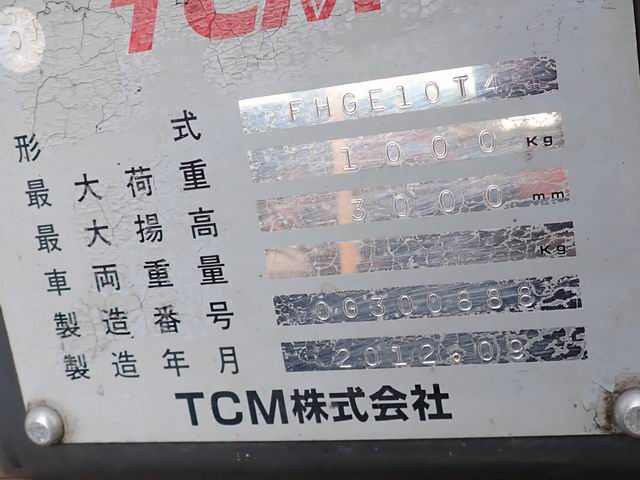 TCM
形式 FHGE10T4
最大荷重 1000 Kg
最大揚高 3000 mm
車両重量 Kg
製造番号 0G300888
製造年月 2012.09
TCM株式会社